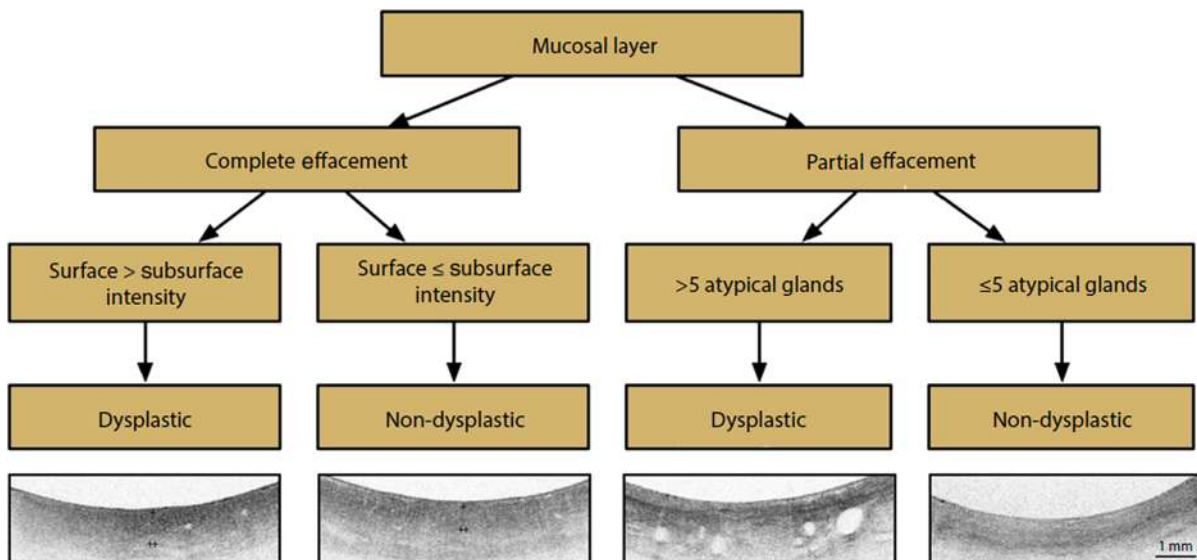 Mucosal layer
Complete effacement
Partial effacement
Surface > subsurface
intensity
Surface ≤ subsurface
intensity
>5 atypical glands
≤5 atypical glands
Dysplastic
Non-dysplastic
Dysplastic
Non-dysplastic
1 mm